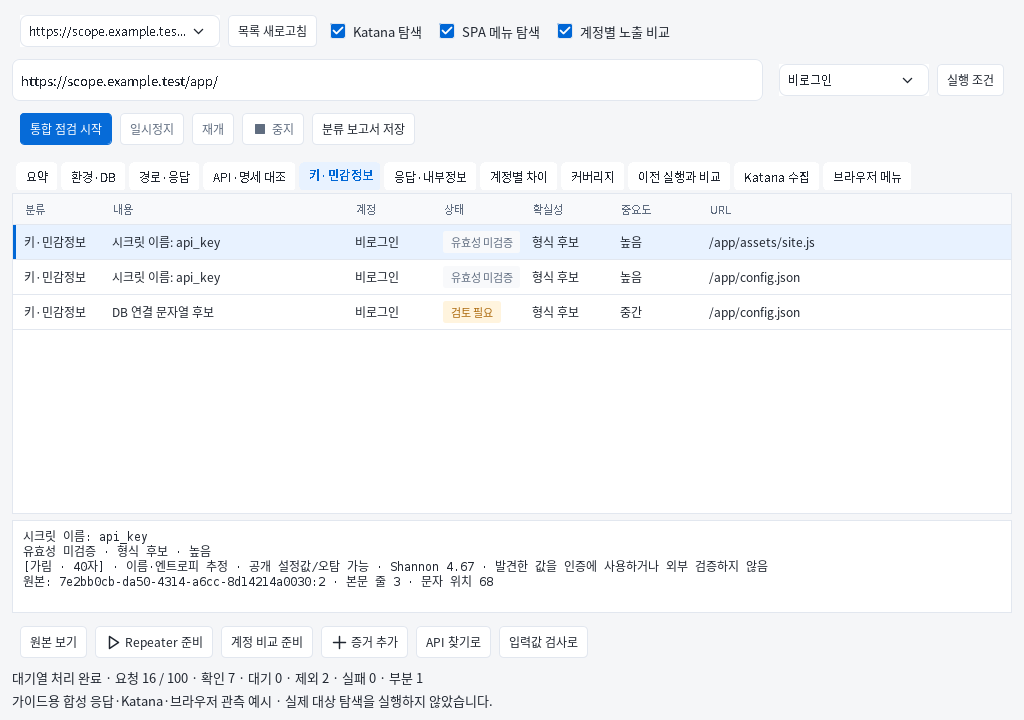 https://scope.example.tes... 목록 새로고침 Katana 탐색 SPA 메뉴 탐색 계정별 노출 비교
https://scope.example.test/app/ 비로그인 실행 조건
통합 점검 시작 일시정지 재개 중지 분류 보고서 저장
요약 환경·DB 경로·응답 API·명세 대조 키·민감정보 응답·내부정보 계정별 차이 커버리지 이전 실행과 비교 Katana 수집 브라우저 메뉴
분류 내용 계정 상태 확실성 중요도 URL
키·민감정보 시크릿 이름: api_key 비로그인 유효성 미검증 형식 후보 높음 /app/assets/site.js
키·민감정보 시크릿 이름: api_key 비로그인 유효성 미검증 형식 후보 높음 /app/config.json
키·민감정보 DB 연결 문자열 후보 비로그인 검토 필요 형식 후보 중간 /app/config.json
시크릿 이름: api_key
유효성 미검증 · 형식 후보 · 높음
[가림 · 40자] · 이름·엔트로피 추정 · 공개 설정값/오탐 가능 · Shannon 4.67 · 발견한 값을 인증에 사용하거나 외부 검증하지 않음
원본: 7e2bb0cb-da50-4314-a6cc-8d14214a0030:2 · 본문 줄 3 · 문자 위치 68
원본 보기 Repeater 준비 계정 비교 준비 증거 추가 API 찾기로 입력값 검사로
대기열 처리 완료 · 요청 16 / 100 · 확인 7 · 대기 0 · 제외 2 · 실패 0 · 부분 1
가이드용 합성 응답·Katana·브라우저 관측 예시 · 실제 대상 탐색을 실행하지 않았습니다.